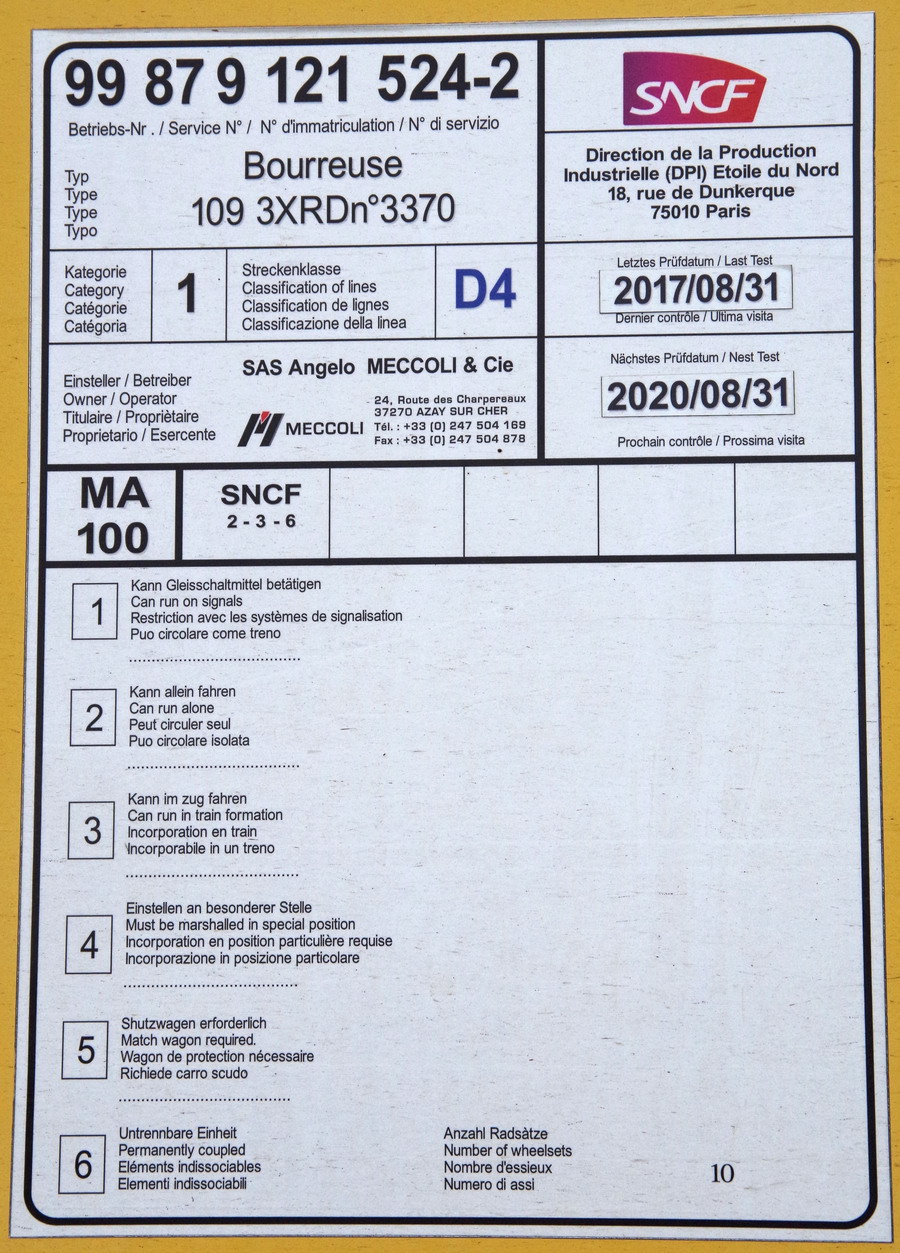 99 87 9 121 524-2
Betriebs-Nr . / Service N° / N° d'immatriculation / N° di servizio
Typ
Type
Type
Typo
Bourreuse
109 3XRDn°3370
SNCF
Direction de la Production
Industrielle (DPI) Etoile du Nord
18, rue de Dunkerque
75010 Paris
Kategorie
Category
Catégorie
Catégoria
1
Streckenklasse
Classification of lines
Classification de lignes
Classificazione della linea
D4
Letztes Prüfdatum / Last Test
2017/08/31
Dernier contrôle / Ultima visita
Einsteller / Betreiber
Owner / Operator
Titulaire / Propriètaire
Proprietario / Esercente
SAS Angelo MECCOLI & Cie
MECCOLI
24, Route des Charpereaux
37270 AZAY SUR CHER
Tél. : +33 (0) 247 504 169
Fax : +33 (0) 247 504 878
Nächstes Prüfdatum / Nest Test
2020/08/31
Prochain contrôle / Prossima visita
MA
100
SNCF
2 - 3 - 6
1
Kann Gleisschaltmittel betätigen
Can run on signals
Restriction avec les systèmes de signalisation
Puo circolare come treno
2
Kann allein fahren
Can run alone
Peut circuler seul
Puo circolare isolata
3
Kann im zug fahren
Can run in train formation
Incorporation en train
Incorporabile in un treno
4
Einstellen an besonderer Stelle
Must be marshalled in special position
Incorporation en position particulière requise
Incorporazione in posizione particolare
5
Shutzwagen erforderlich
Match wagon required.
Wagon de protection nécessaire
Richiede carro scudo
6
Untrennbare Einheit
Permanently coupled
Eléments indissociables
Elementi indissociabili
Anzahl Radsàtze
Number of wheelsets
Nombre d'essieux
Numero di assi
10